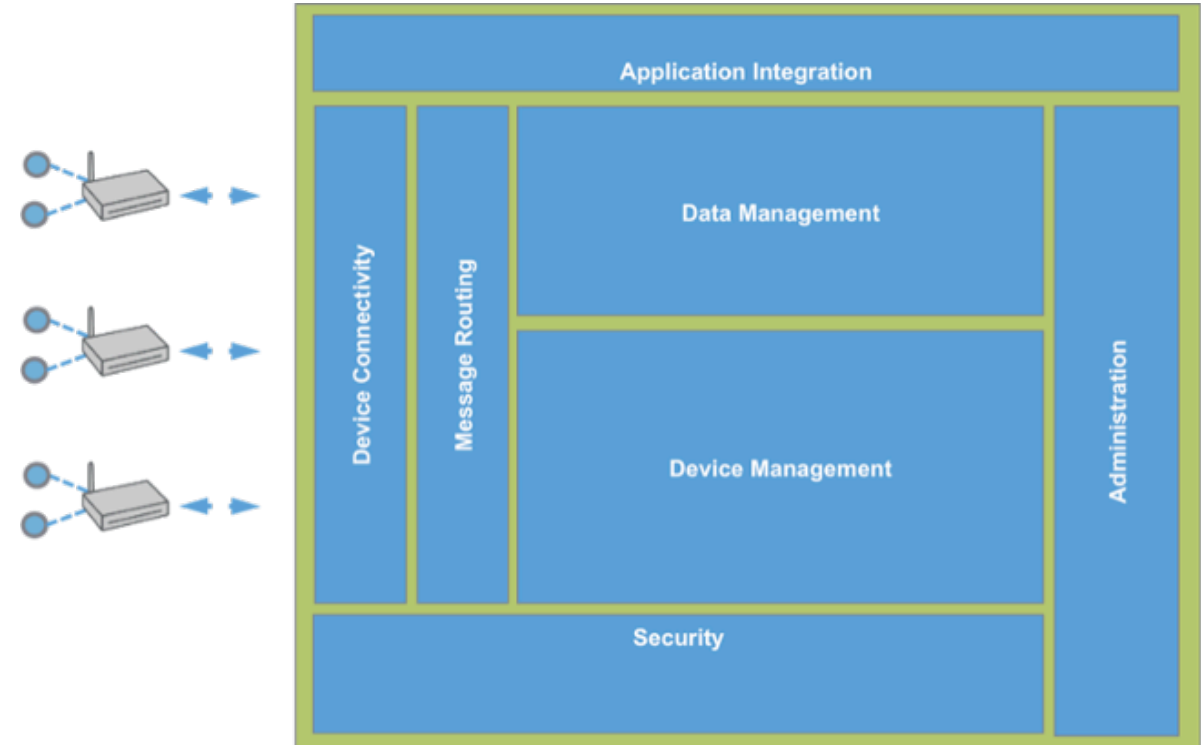 Application Integration
Device Connectivity
Message Routing
Data Management
Device Management
Administration
Security